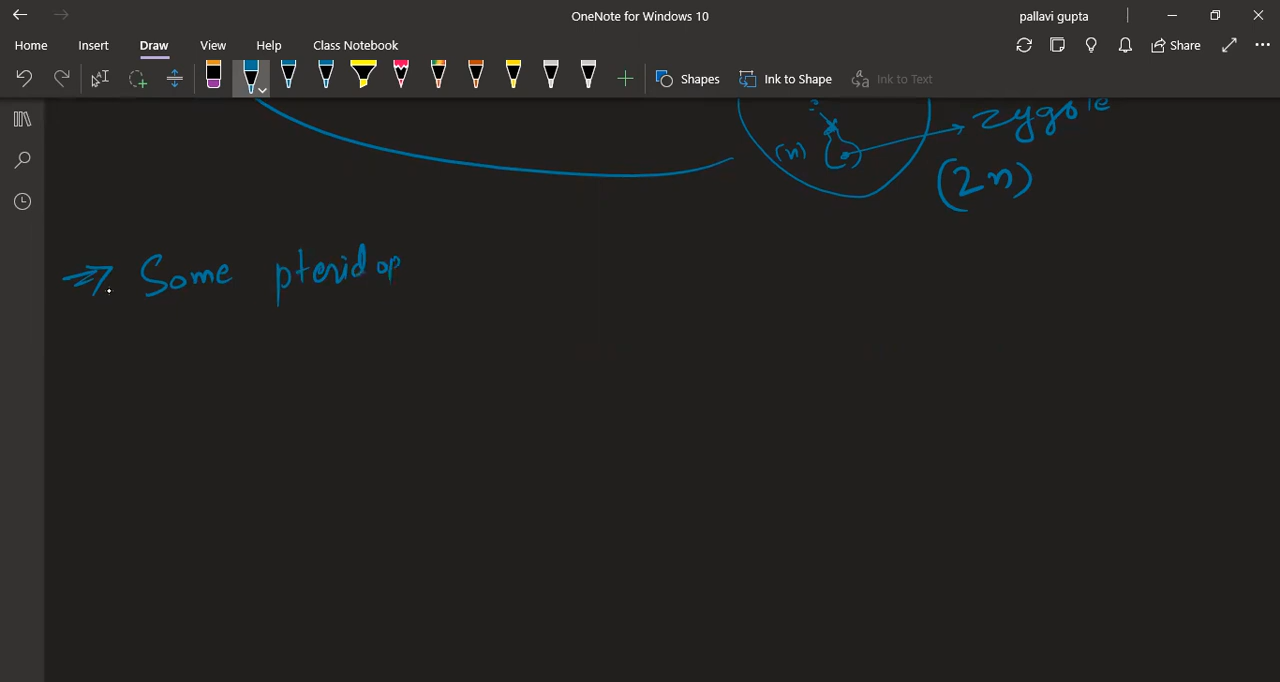 OneNote for Windows 10
pallavi gupta
Home Insert Draw View Help Class Notebook
Share
Shapes Ink to Shape Ink to Text
zygote
(n)
(2n)
⇒ Some pteridop